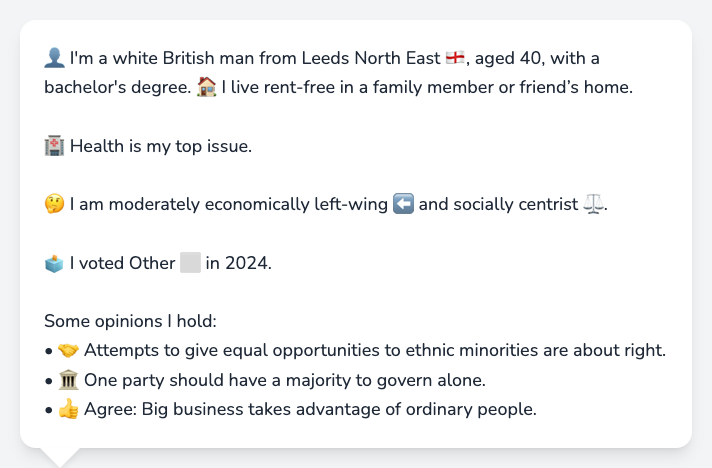 👤 I'm a white British man from Leeds North East 🏴󠁧󠁢󠁥󠁮󠁧󠁿, aged 40, with a
bachelor's degree. 🏠 I live rent-free in a family member or friend’s home.
🏥 Health is my top issue.
🤔 I am moderately economically left-wing ⬅️ and socially centrist ⚖️.
🗳️ I voted Other ⬜ in 2024.
Some opinions I hold:
• 🤝 Attempts to give equal opportunities to ethnic minorities are about right.
• 🏛️ One party should have a majority to govern alone.
• 👍 Agree: Big business takes advantage of ordinary people.